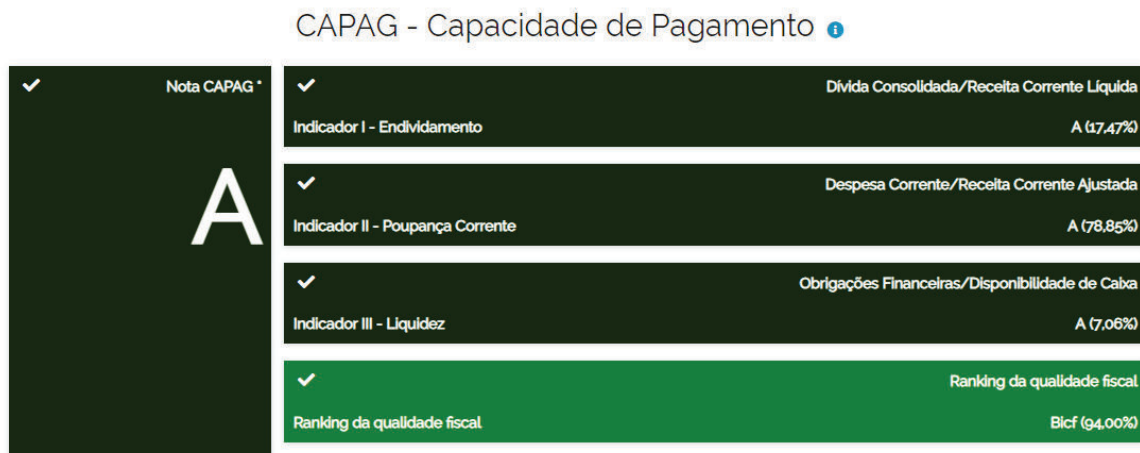 CAPAG - Capacidade de Pagamento
Nota CAPAG *
A
Dívida Consolidada/Receita Corrente Líquida
Indicador I - Endividamento A (17,47%)
Despesa Corrente/Receita Corrente Ajustada
Indicador II - Poupança Corrente A (78,85%)
Obrigações Financeiras/Disponibilidade de Caixa
Indicador III - Liquidez A (7,06%)
Ranking da qualidade fiscal
Ranking da qualidade fiscal Bicf (94,00%)